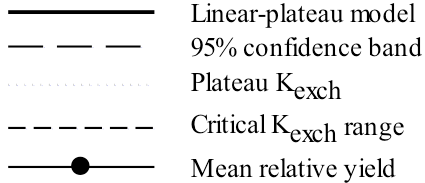 Linear-plateau model
95% confidence band
Plateau Kexch
Critical Kexch range
Mean relative yield